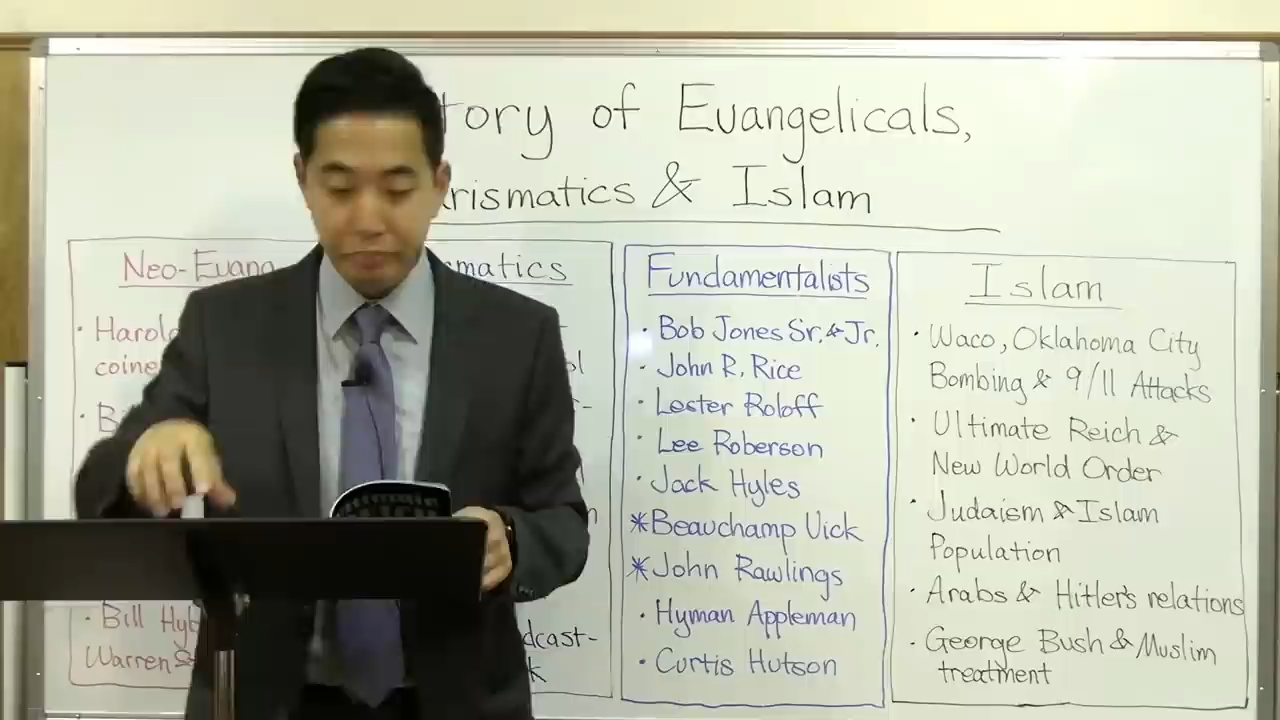 tory of Evangelicals,
rismatics & Islam
Neo-Evang
· Harold
coine
Bi
· Bill Hyb
Warren &
matics
ol
dcast-
k
Fundamentalists
· Bob Jones Sr. & Jr.
· John R. Rice
· Lester Roloff
· Lee Roberson
· Jack Hyles
* Beauchamp Vick
* John Rawlings
· Hyman Appleman
· Curtis Hutson
Islam
· Waco, Oklahoma City
Bombing & 9/11 Attacks
· Ultimate Reich &
New World Order
· Judaism & Islam
Population
· Arabs & Hitler's relations
· George Bush & Muslim
treatment